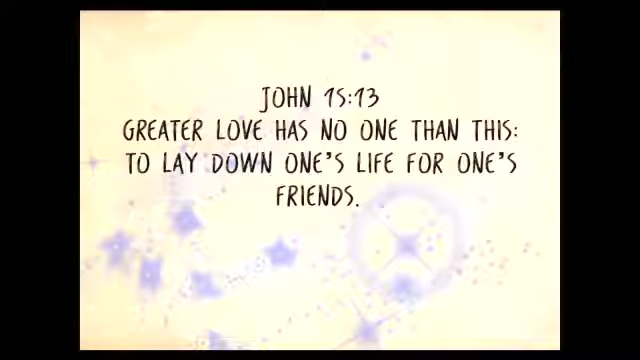 JOHN 15:13
GREATER LOVE HAS NO ONE THAN THIS:
TO LAY DOWN ONE'S LIFE FOR ONE'S
FRIENDS.